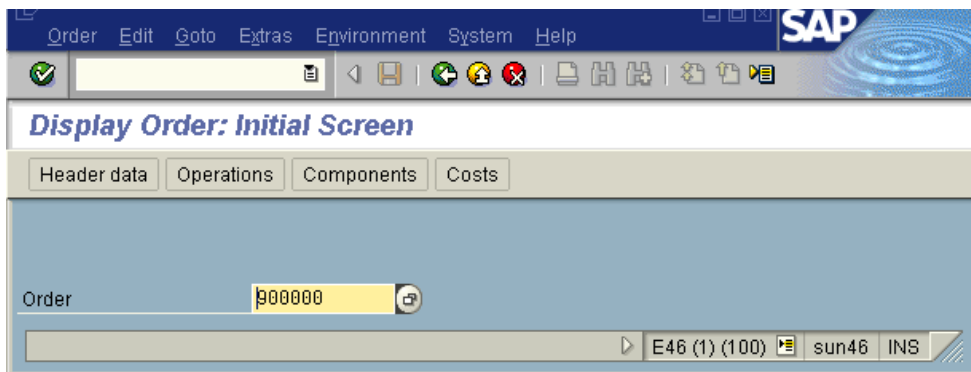 Order Edit Goto Extras Environment System Help
SAP
Display Order: Initial Screen
Header data Operations Components Costs
Order 900000
E46 (1) (100) sun46 INS